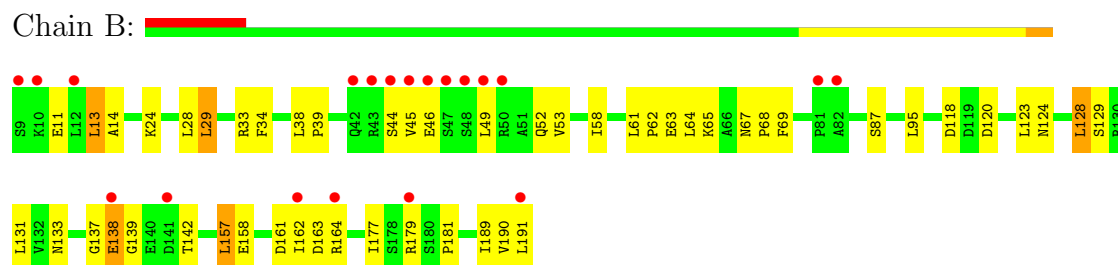 Chain B:
S9 K10 E11 L12 L13 A14 K24 L28 L29 R33 F34 L38 P39 Q42 R43 S44 V45 E46 S47 S48 L49 R50 A51 Q52 V53 I58 L61 P62 E63 L64 K65 A66 N67 P68 F69 P81 A82 S87 L95 D118 D119 D120 L123 N124 L128 S129
L131 V132 N133 G137 E138 G139 E140 D141 T142 L157 E158 D161 I162 D163 R164 I177 S178 R179 S180 P181 I189 V190 L191